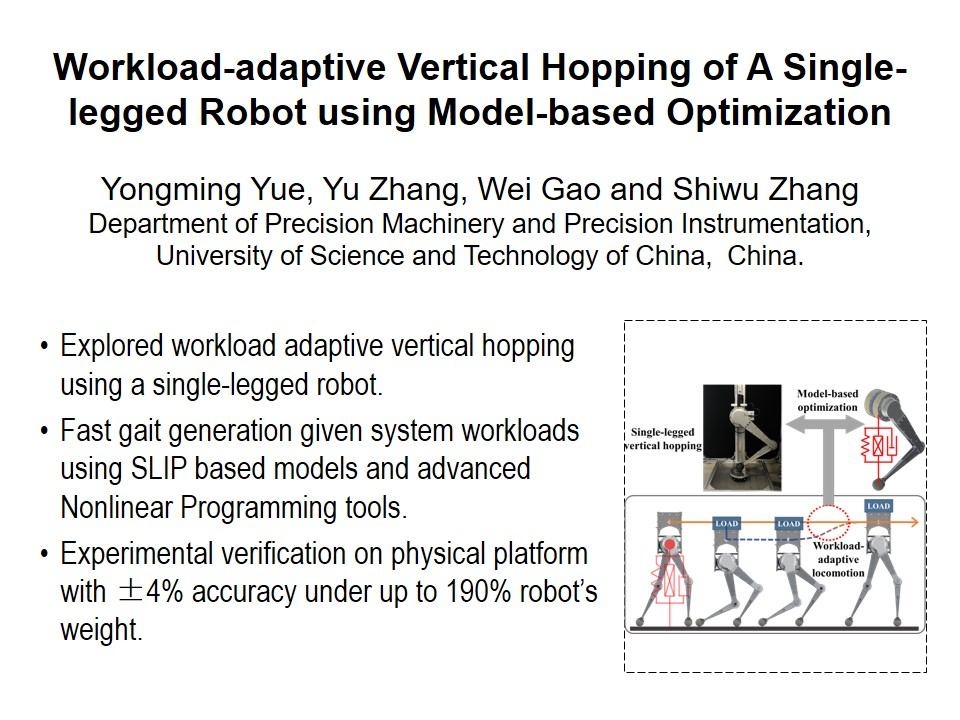 Workload-adaptive Vertical Hopping of A Single-
legged Robot using Model-based Optimization
Yongming Yue, Yu Zhang, Wei Gao and Shiwu Zhang
Department of Precision Machinery and Precision Instrumentation,
University of Science and Technology of China, China.
• Explored workload adaptive vertical hopping
using a single-legged robot.
• Fast gait generation given system workloads
using SLIP based models and advanced
Nonlinear Programming tools.
• Experimental verification on physical platform
with ±4% accuracy under up to 190% robot’s
weight.
Model-based
optimization
Single-legged
vertical hopping
LOAD
LOAD
LOAD
Workload-
adaptive
locomotion